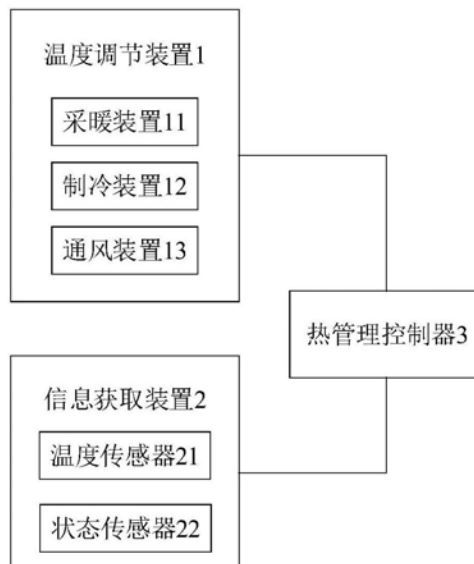 温度调节装置1
采暖装置11
制冷装置12
通风装置13
热管理控制器3
信息获取装置2
温度传感器21
状态传感器22